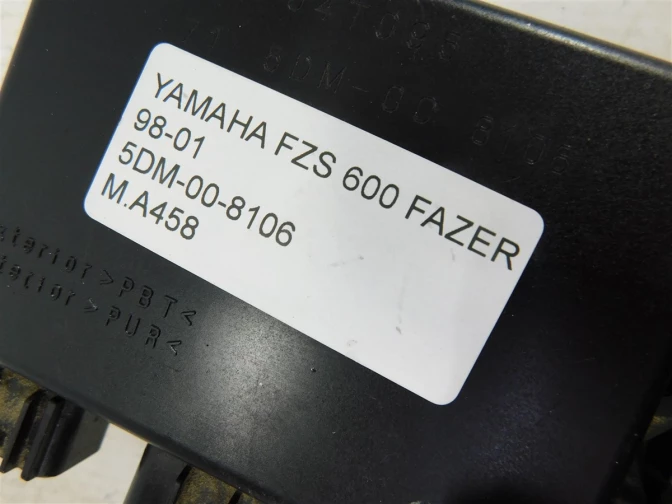 YAMAHA FZS 600 FAZER
98-01
5DM-00-8106
M.A458
>PBT<
>PUR<